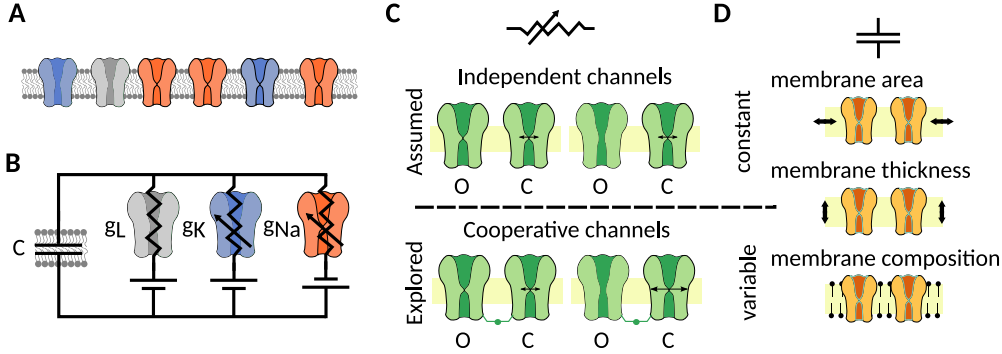 A
B
C
gL
gK
gNa
C
Independent channels
Assumed
O C O C
Cooperative channels
Explored
O C O C
D
membrane area
constant
membrane thickness
membrane composition
variable